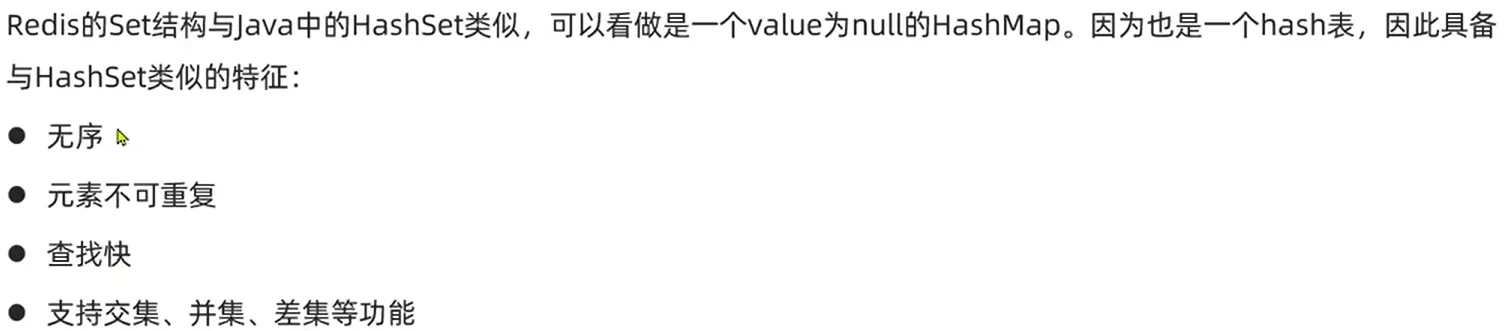 Redis的Set结构与Java中的HashSet类似，可以看做是一个value为null的HashMap。因为也是一个hash表，因此具备
与HashSet类似的特征：
● 无序
● 元素不可重复
● 查找快
● 支持交集、并集、差集等功能